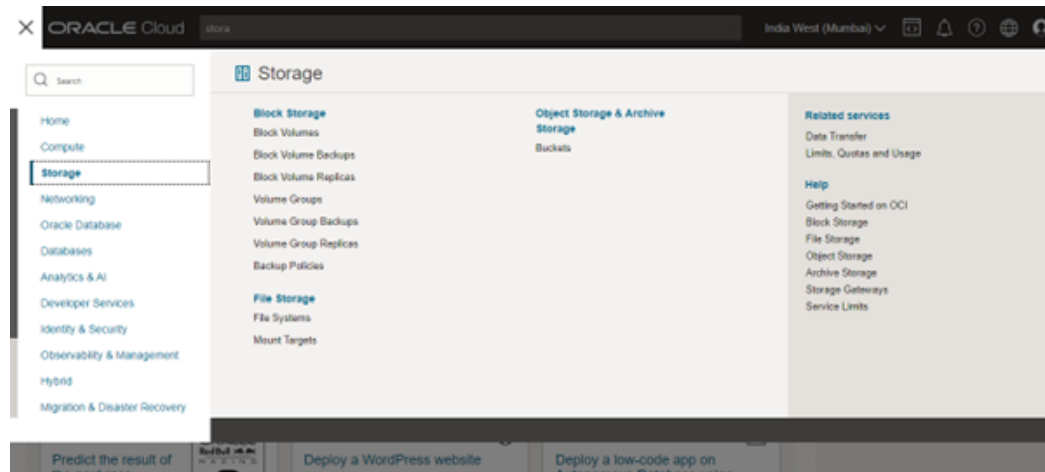 ORACLE Cloud
stora
India West (Mumbai)
Search
Home
Compute
Storage
Networking
Oracle Database
Databases
Analytics & AI
Developer Services
Identity & Security
Observability & Management
Hybrid
Migration & Disaster Recovery
Storage
Block Storage
Block Volumes
Block Volume Backups
Block Volume Replicas
Volume Groups
Volume Group Backups
Volume Group Replicas
Backup Policies
File Storage
File Systems
Mount Targets
Object Storage & Archive
Storage
Buckets
Related services
Data Transfer
Limits, Quotas and Usage
Help
Getting Started on OCI
Block Storage
File Storage
Object Storage
Archive Storage
Storage Gateways
Service Limits
Predict the result of
RedBull
RACING
Deploy a WordPress website
Deploy a low-code app on